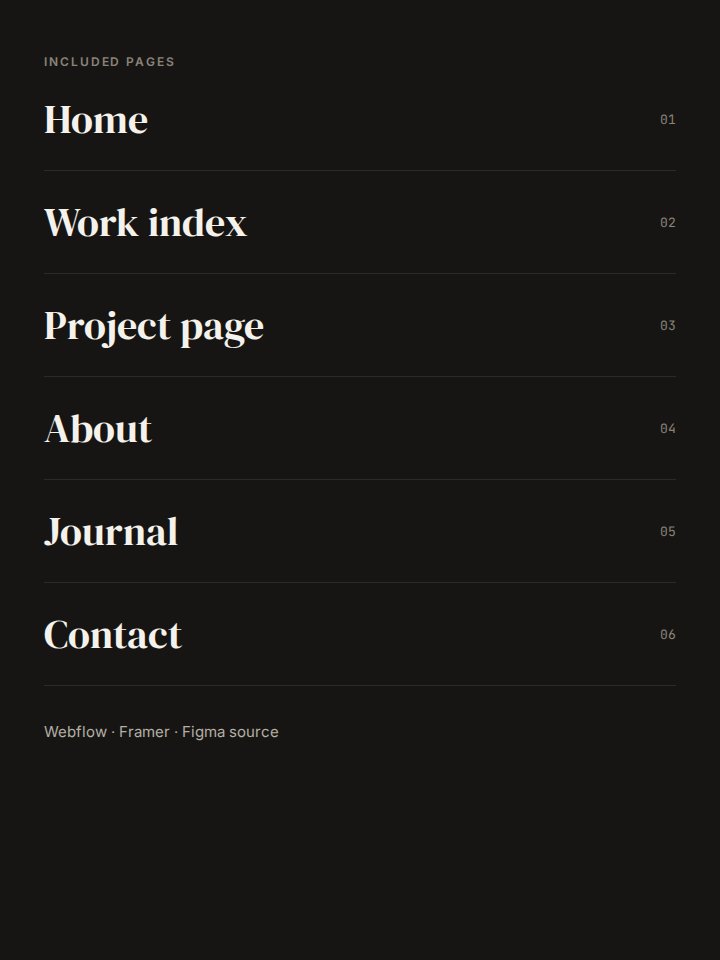 INCLUDED PAGES
Home 01
Work index 02
Project page 03
About 04
Journal 05
Contact 06
Webflow · Framer · Figma source